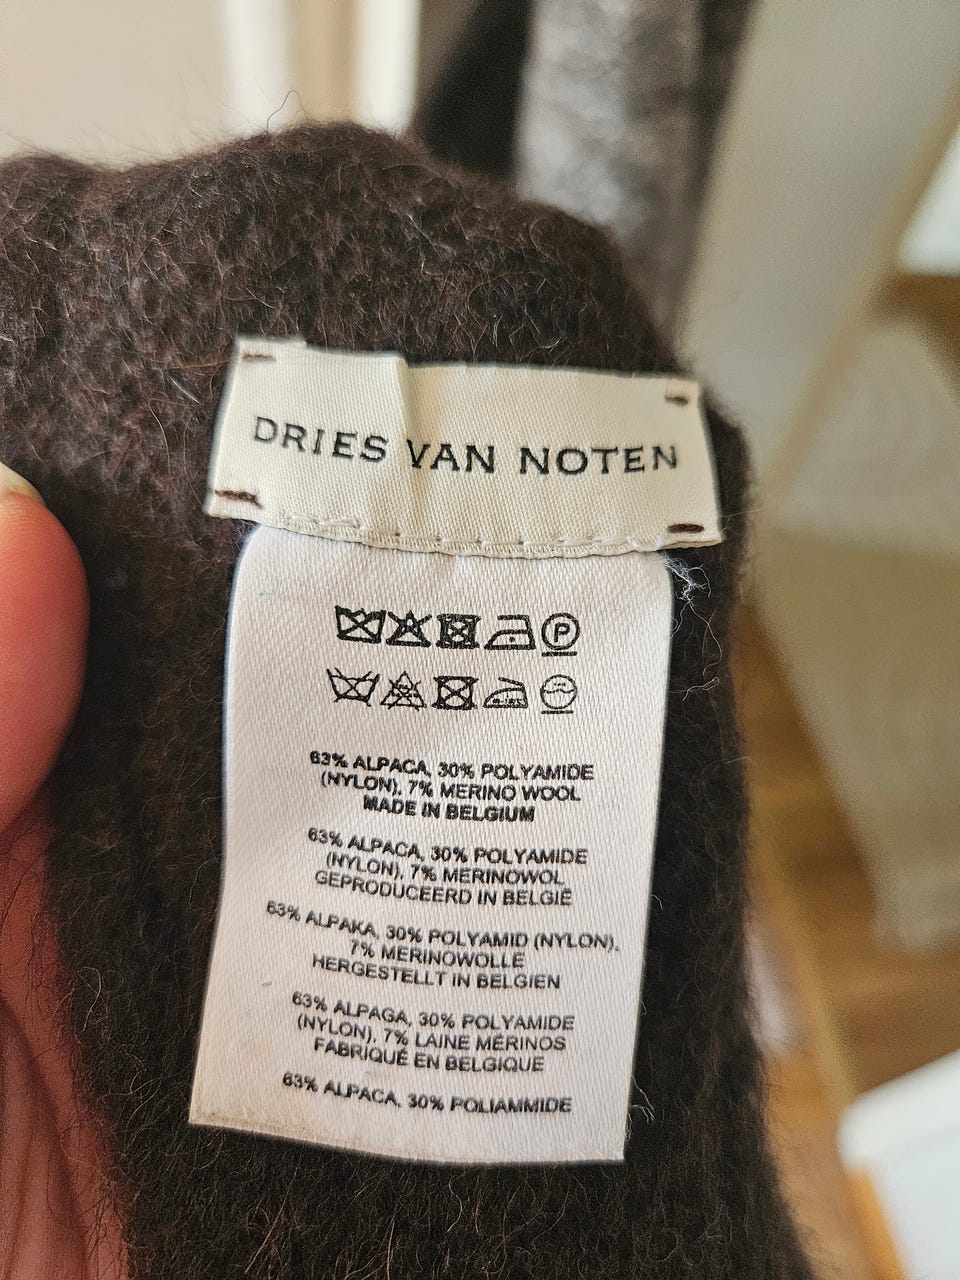 DRIES VAN NOTEN
P
63% ALPACA, 30% POLYAMIDE
(NYLON), 7% MERINO WOOL
MADE IN BELGIUM
63% ALPACA, 30% POLYAMIDE
(NYLON), 7% MERINOWOL
GEPRODUCEERD IN BELGIË
63% ALPAKA, 30% POLYAMID (NYLON),
7% MERINOWOLLE
HERGESTELLT IN BELGIEN
63% ALPAGA, 30% POLYAMIDE
(NYLON), 7% LAINE MÉRINOS
FABRIQUÉ EN BELGIQUE
63% ALPACA, 30% POLIAMMIDE